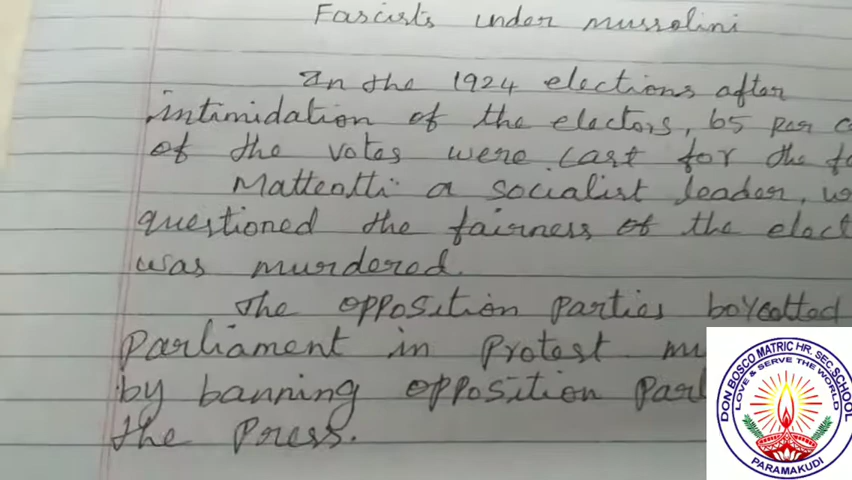 Fascists under mussolini
In the 1924 elections after
intimidation of the electors, 65 per
of the votes were cast for the
Matteotti a socialist leader,
questioned the fairness of the elect
was murdered.
The opposition parties boycotted
Parliament in Protest
by banning opposition
the Press.
DON BOSCO MATRIC HR. SEC. SCHOOL
LOVE & SERVE THE WORLD
PARAMAKUDI